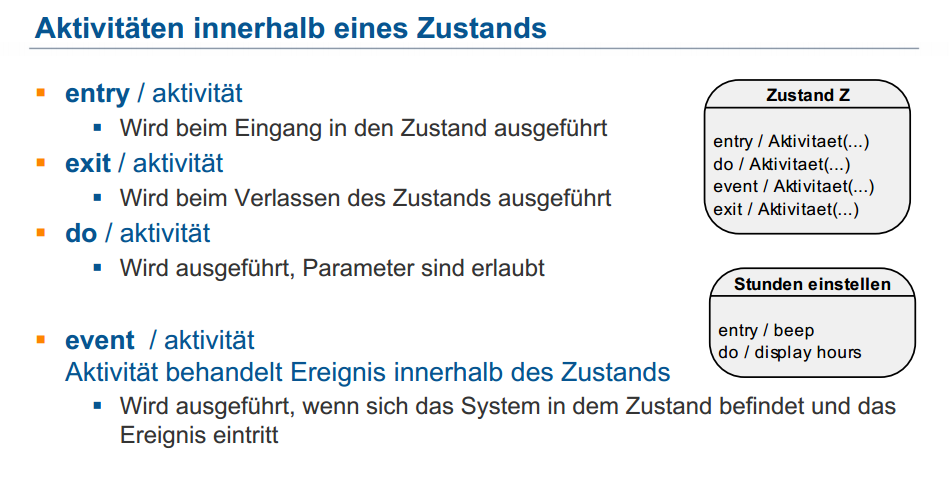 Aktivitäten innerhalb eines Zustands
entry / aktivität
Wird beim Eingang in den Zustand ausgeführt
exit / aktivität
Wird beim Verlassen des Zustands ausgeführt
do / aktivität
Wird ausgeführt, Parameter sind erlaubt
event / aktivität
Aktivität behandelt Ereignis innerhalb des Zustands
Wird ausgeführt, wenn sich das System in dem Zustand befindet und das
Ereignis eintritt
Zustand Z
entry / Aktivitaet(...)
do / Aktivitaet(...)
event / Aktivitaet(...)
exit / Aktivitaet(...)
Stunden einstellen
entry / beep
do / display hours